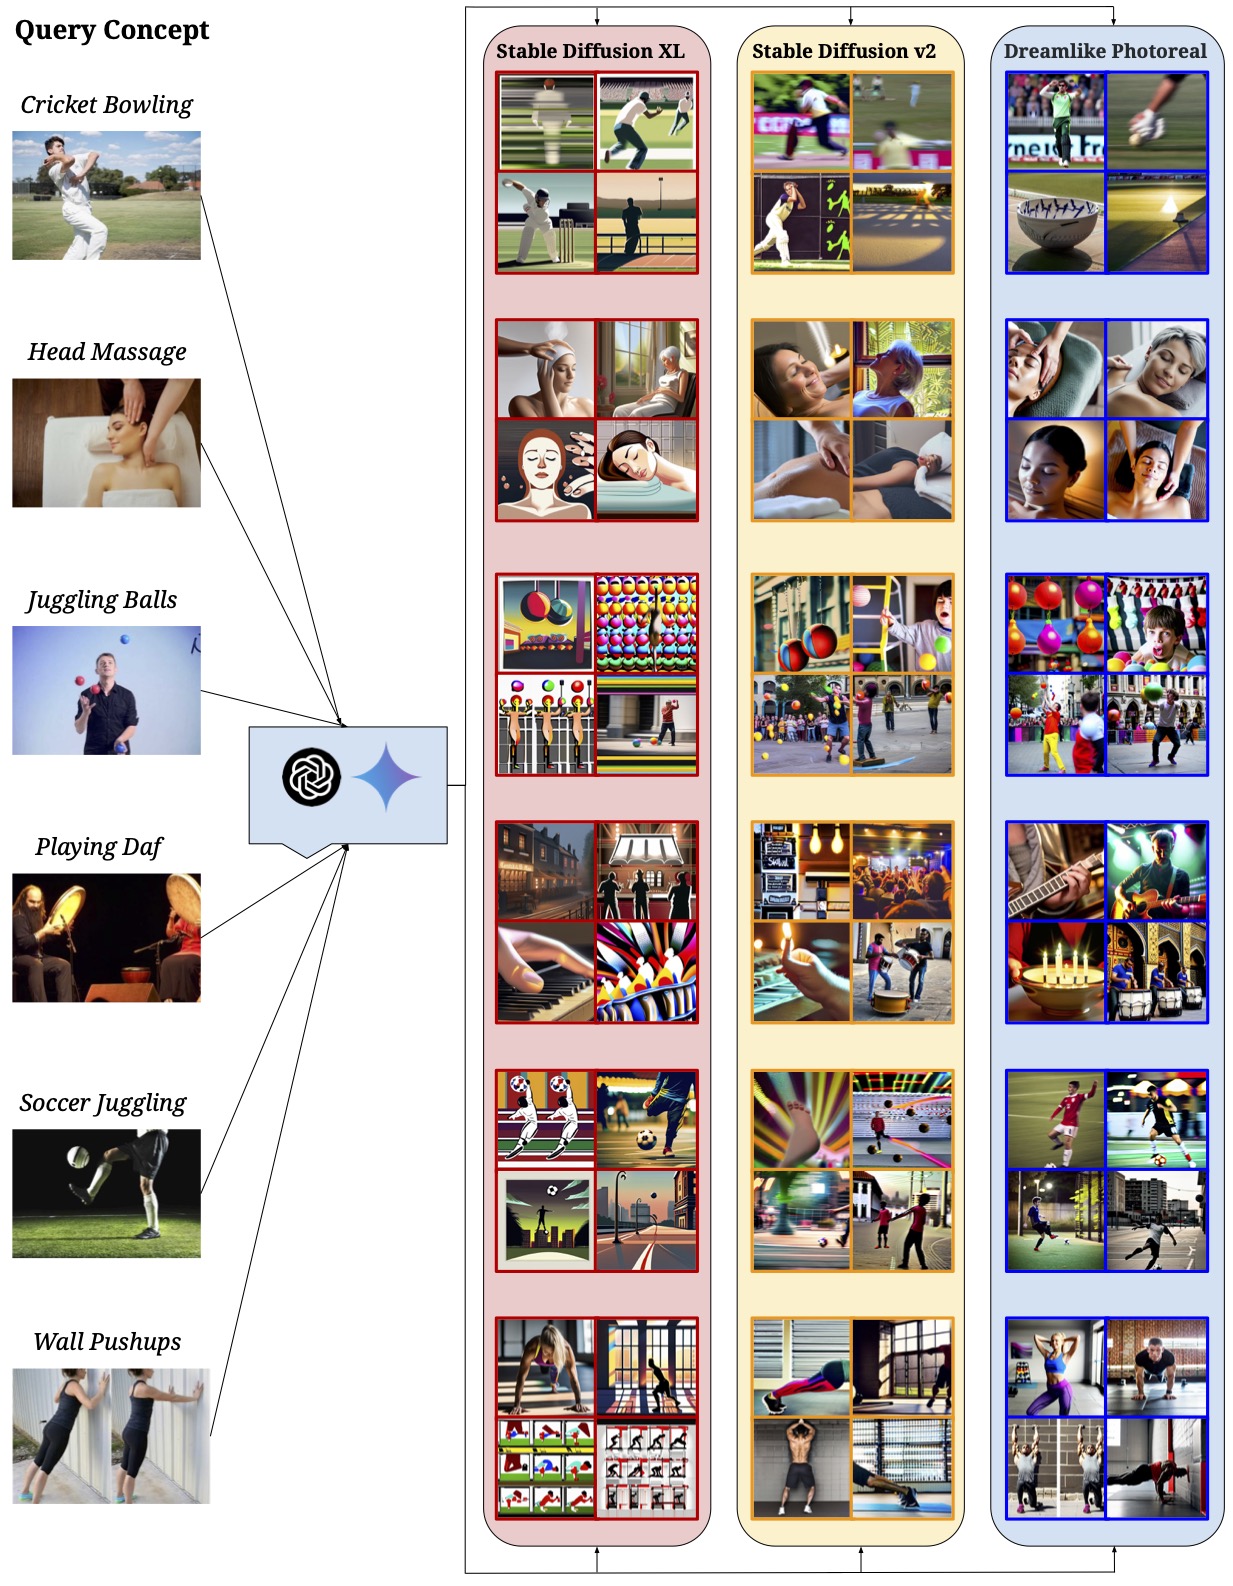 Query Concept
Stable Diffusion XL
Stable Diffusion v2
Dreamlike Photoreal
Cricket Bowling
Head Massage
Juggling Balls
Playing Daf
Soccer Juggling
Wall Pushups